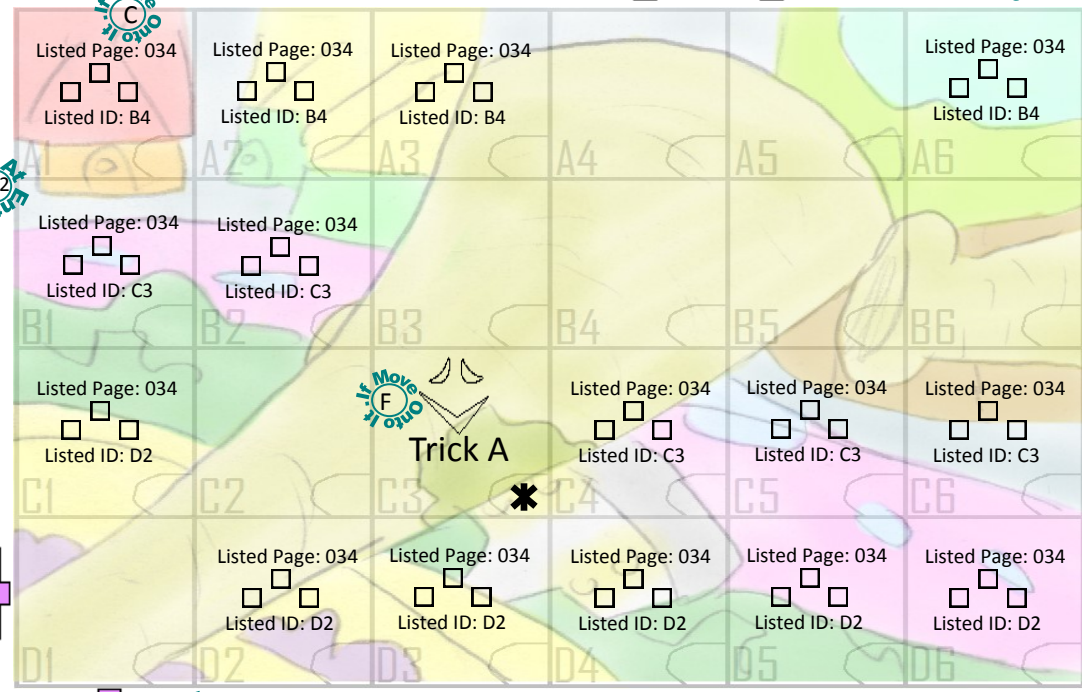 C
If Move Onto It.
Listed Page: 034
Listed ID: B4
A1
Listed Page: 034
Listed ID: B4
A2
Listed Page: 034
Listed ID: B4
A3
A4
A5
Listed Page: 034
Listed ID: B4
A6
2
At
Listed Page: 034
Listed ID: C3
B1
Listed Page: 034
Listed ID: C3
B2
B3
B4
B5
B6
Listed Page: 034
Listed ID: D2
C1
C2
F
If Move Onto It.
Trick A
✱
C3
Listed Page: 034
Listed ID: C3
C4
Listed Page: 034
Listed ID: C3
C5
Listed Page: 034
Listed ID: C3
C6
D1
Listed Page: 034
Listed ID: D2
D2
Listed Page: 034
Listed ID: D2
D3
Listed Page: 034
Listed ID: D2
D4
Listed Page: 034
Listed ID: D2
D5
Listed Page: 034
Listed ID: D2
D6